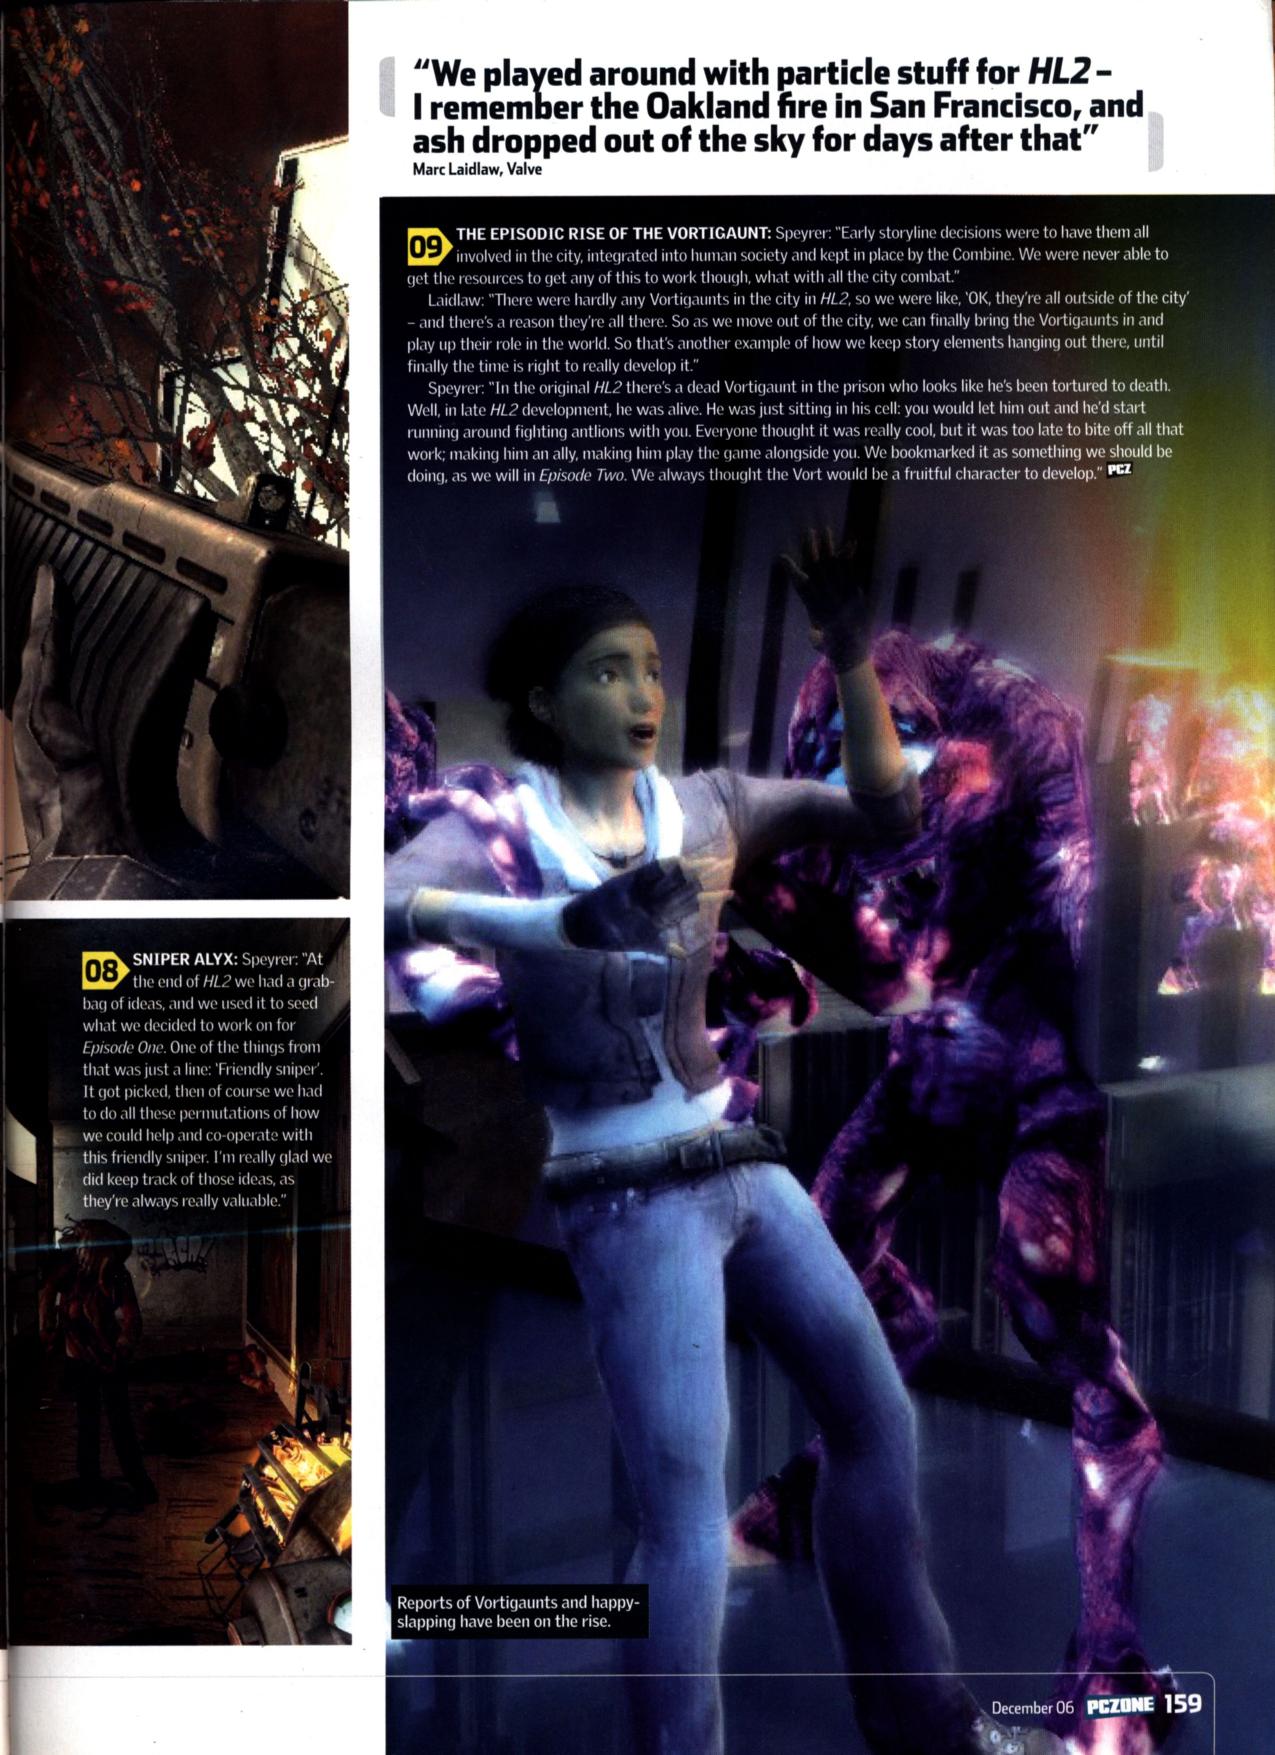 “We played around with particle stuff for HL2 –
I remember the Oakland fire in San Francisco, and
ash dropped out of the sky for days after that”
Marc Laidlaw, Valve
09 THE EPISODIC RISE OF THE VORTIGAUNT: Speyrer: “Early storyline decisions were to have them all
involved in the city, integrated into human society and kept in place by the Combine. We were never able to
get the resources to get any of this to work though, what with all the city combat.”
Laidlaw: “There were hardly any Vortigaunts in the city in HL2, so we were like, ‘OK, they’re all outside of the city’
– and there’s a reason they’re all there. So as we move out of the city, we can finally bring the Vortigaunts in and
play up their role in the world. So that’s another example of how we keep story elements hanging out there, until
finally the time is right to really develop it.”
Speyrer: “In the original HL2 there’s a dead Vortigaunt in the prison who looks like he’s been tortured to death.
Well, in late HL2 development, he was alive. He was just sitting in his cell: you would let him out and he’d start
running around fighting antlions with you. Everyone thought it was really cool, but it was too late to bite off all that
work; making him an ally, making him play the game alongside you. We bookmarked it as something we should be
doing, as we will in Episode Two. We always thought the Vort would be a fruitful character to develop.” PCZ
08 SNIPER ALYX: Speyrer: “At
the end of HL2 we had a grab-
bag of ideas, and we used it to seed
what we decided to work on for
Episode One. One of the things from
that was just a line: ‘Friendly sniper’.
It got picked, then of course we had
to do all these permutations of how
we could help and co-operate with
this friendly sniper. I’m really glad we
did keep track of those ideas, as
they’re always really valuable.”
Reports of Vortigaunts and happy-
slapping have been on the rise.
December 06 PCZONE 159